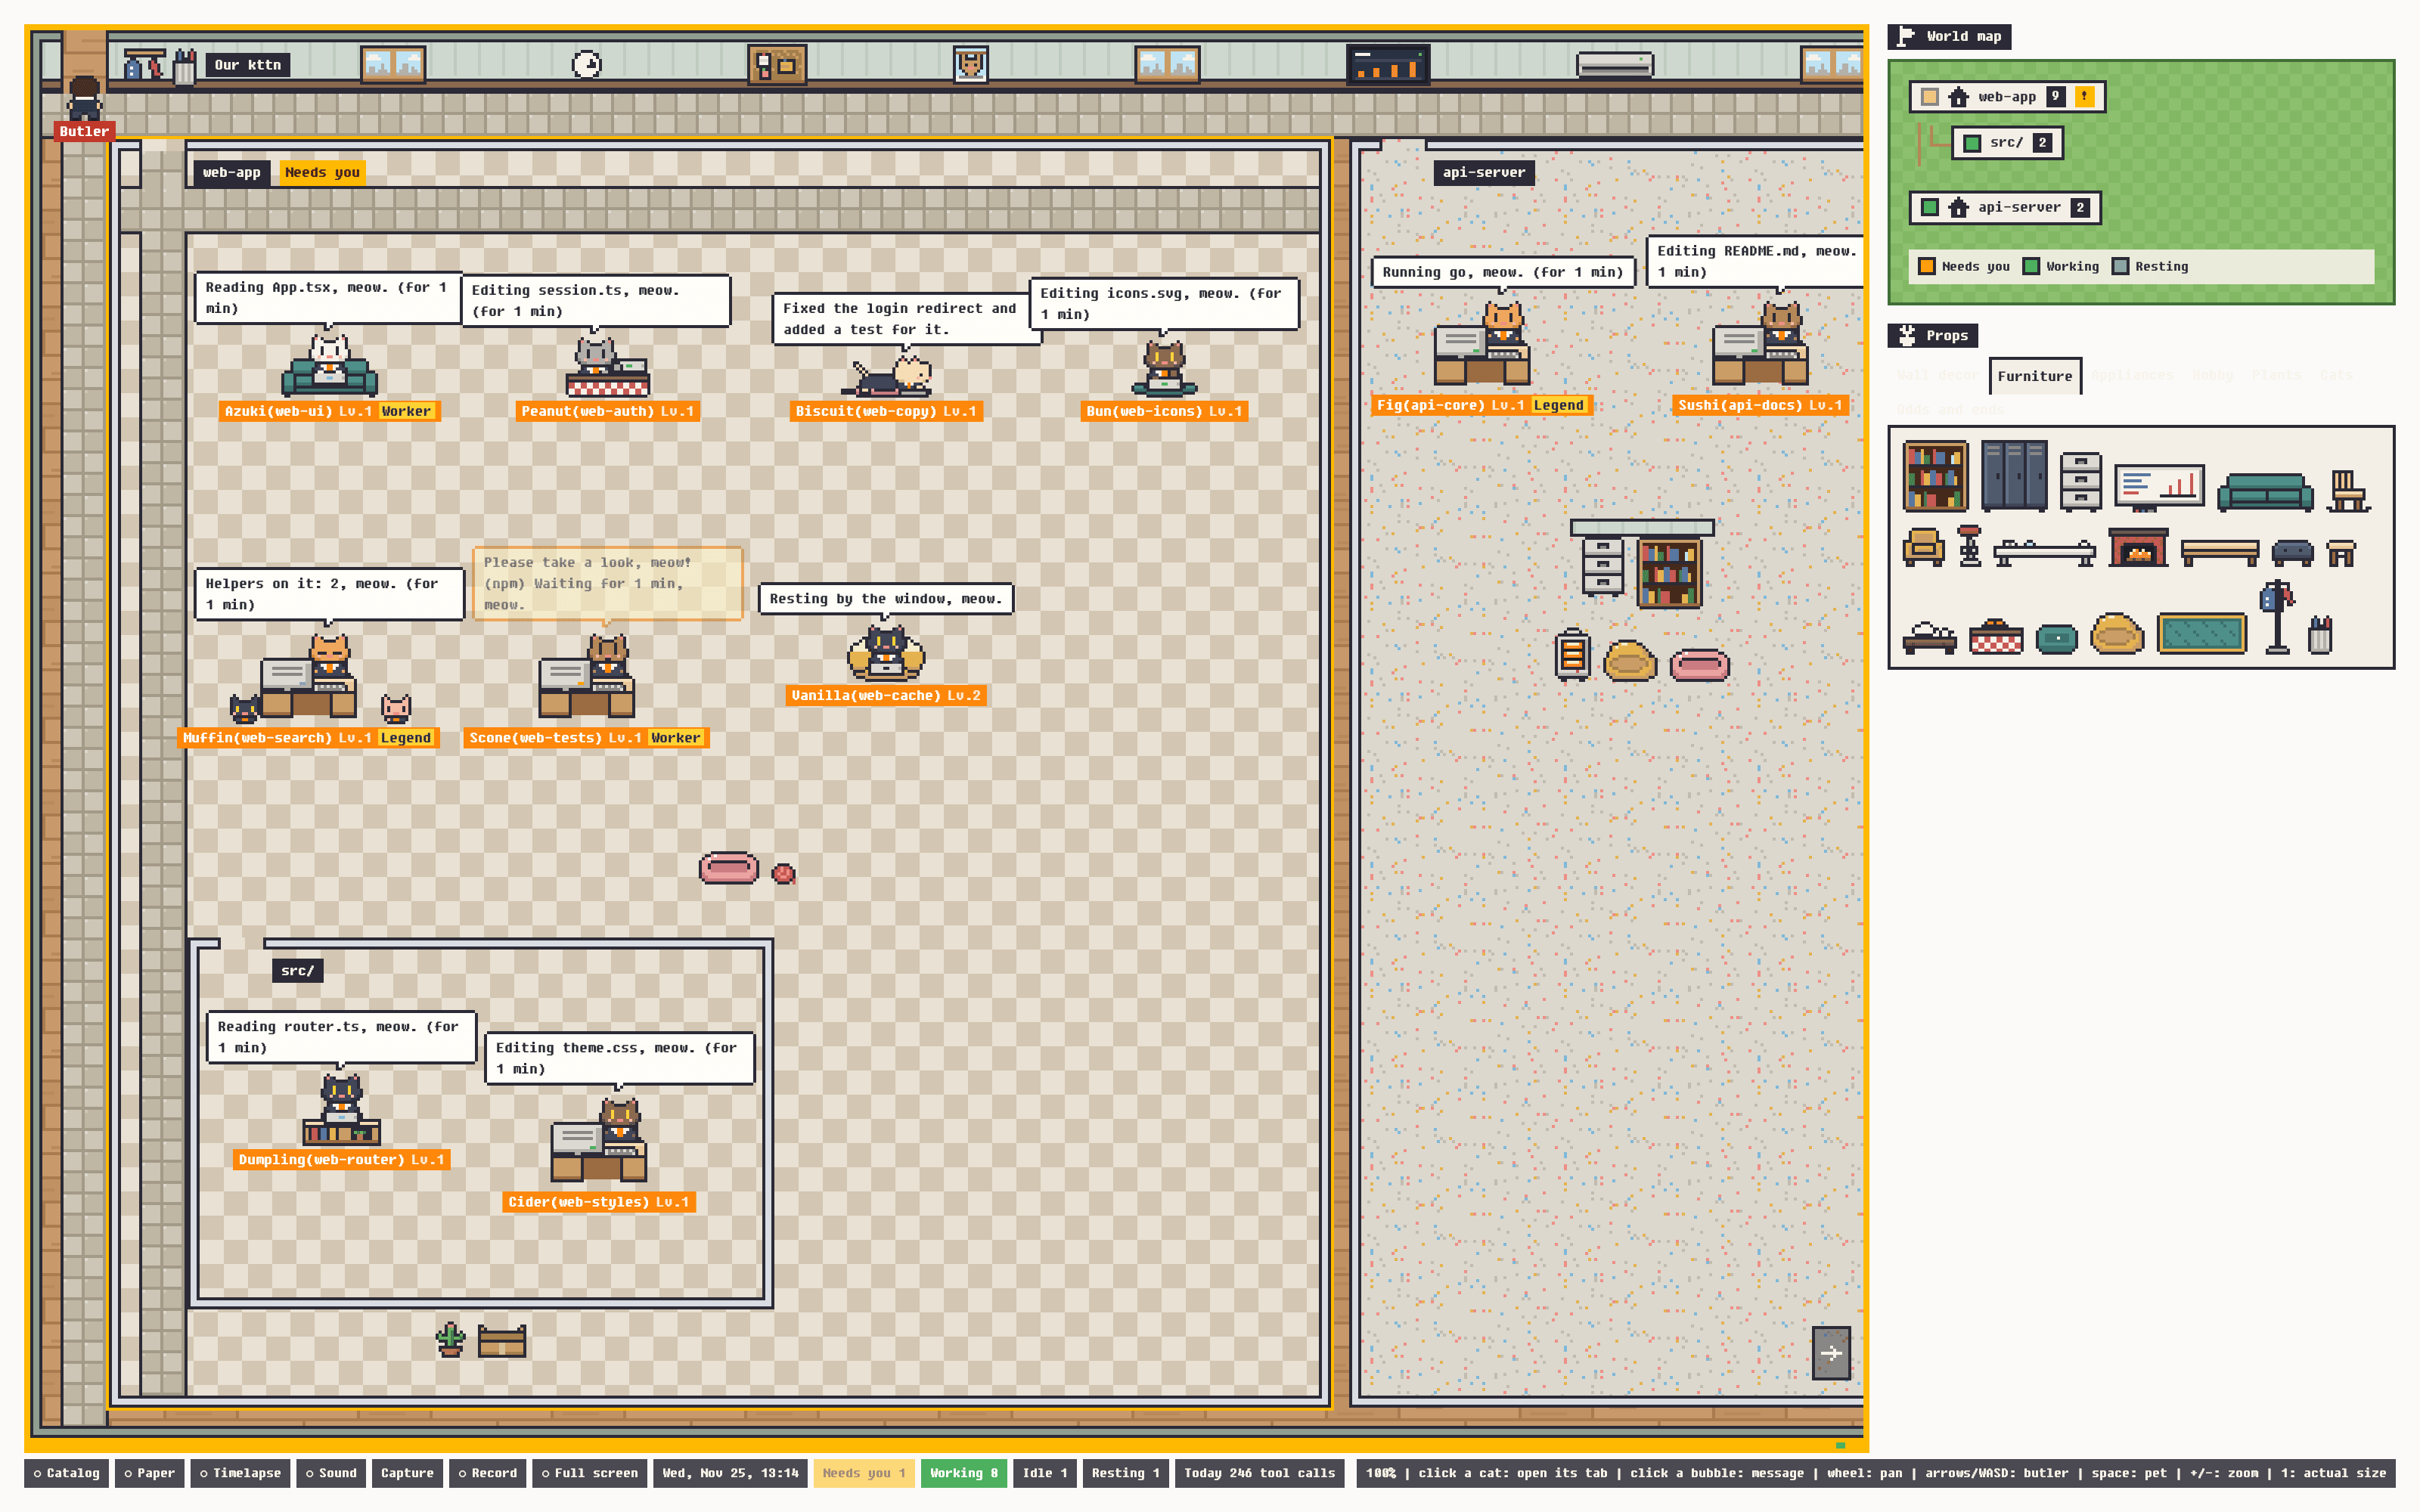 Our kttn
Butler
web-app
Needs you
api-server
Reading App.tsx, meow. (for 1
min)
Editing session.ts, meow.
(for 1 min)
Fixed the login redirect and
added a test for it.
Editing icons.svg, meow. (for
1 min)
Running go, meow. (for 1 min)
Editing README.md, meow.
1 min)
Azuki(web-ui) Lv.1 Worker
Peanut(web-auth) Lv.1
Biscuit(web-copy) Lv.1
Bun(web-icons) Lv.1
Fig(api-core) Lv.1 Legend
Sushi(api-docs) Lv.1
Helpers on it: 2, meow. (for
1 min)
Please take a look, meow!
(npm) Waiting for 1 min,
meow.
Resting by the window, meow.
Muffin(web-search) Lv.1 Legend
Scone(web-tests) Lv.1 Worker
Vanilla(web-cache) Lv.2
src/
Reading router.ts, meow. (for
1 min)
Editing theme.css, meow. (for
1 min)
Dumpling(web-router) Lv.1
Cider(web-styles) Lv.1
World map
web-app 9 !
src/ 2
api-server 2
Needs you Working Resting
Props
Wall decor Furniture Appliances Hobby Plants Cats
Odds and ends
Catalog Paper Timelapse Sound Capture Record Full screen Wed, Nov 25, 13:14 Needs you 1 Working 8 Idle 1 Resting 1 Today 246 tool calls
100% | click a cat: open its tab | click a bubble: message | wheel: pan | arrows/WASD: butler | space: pet | +/-: zoom | 1: actual size